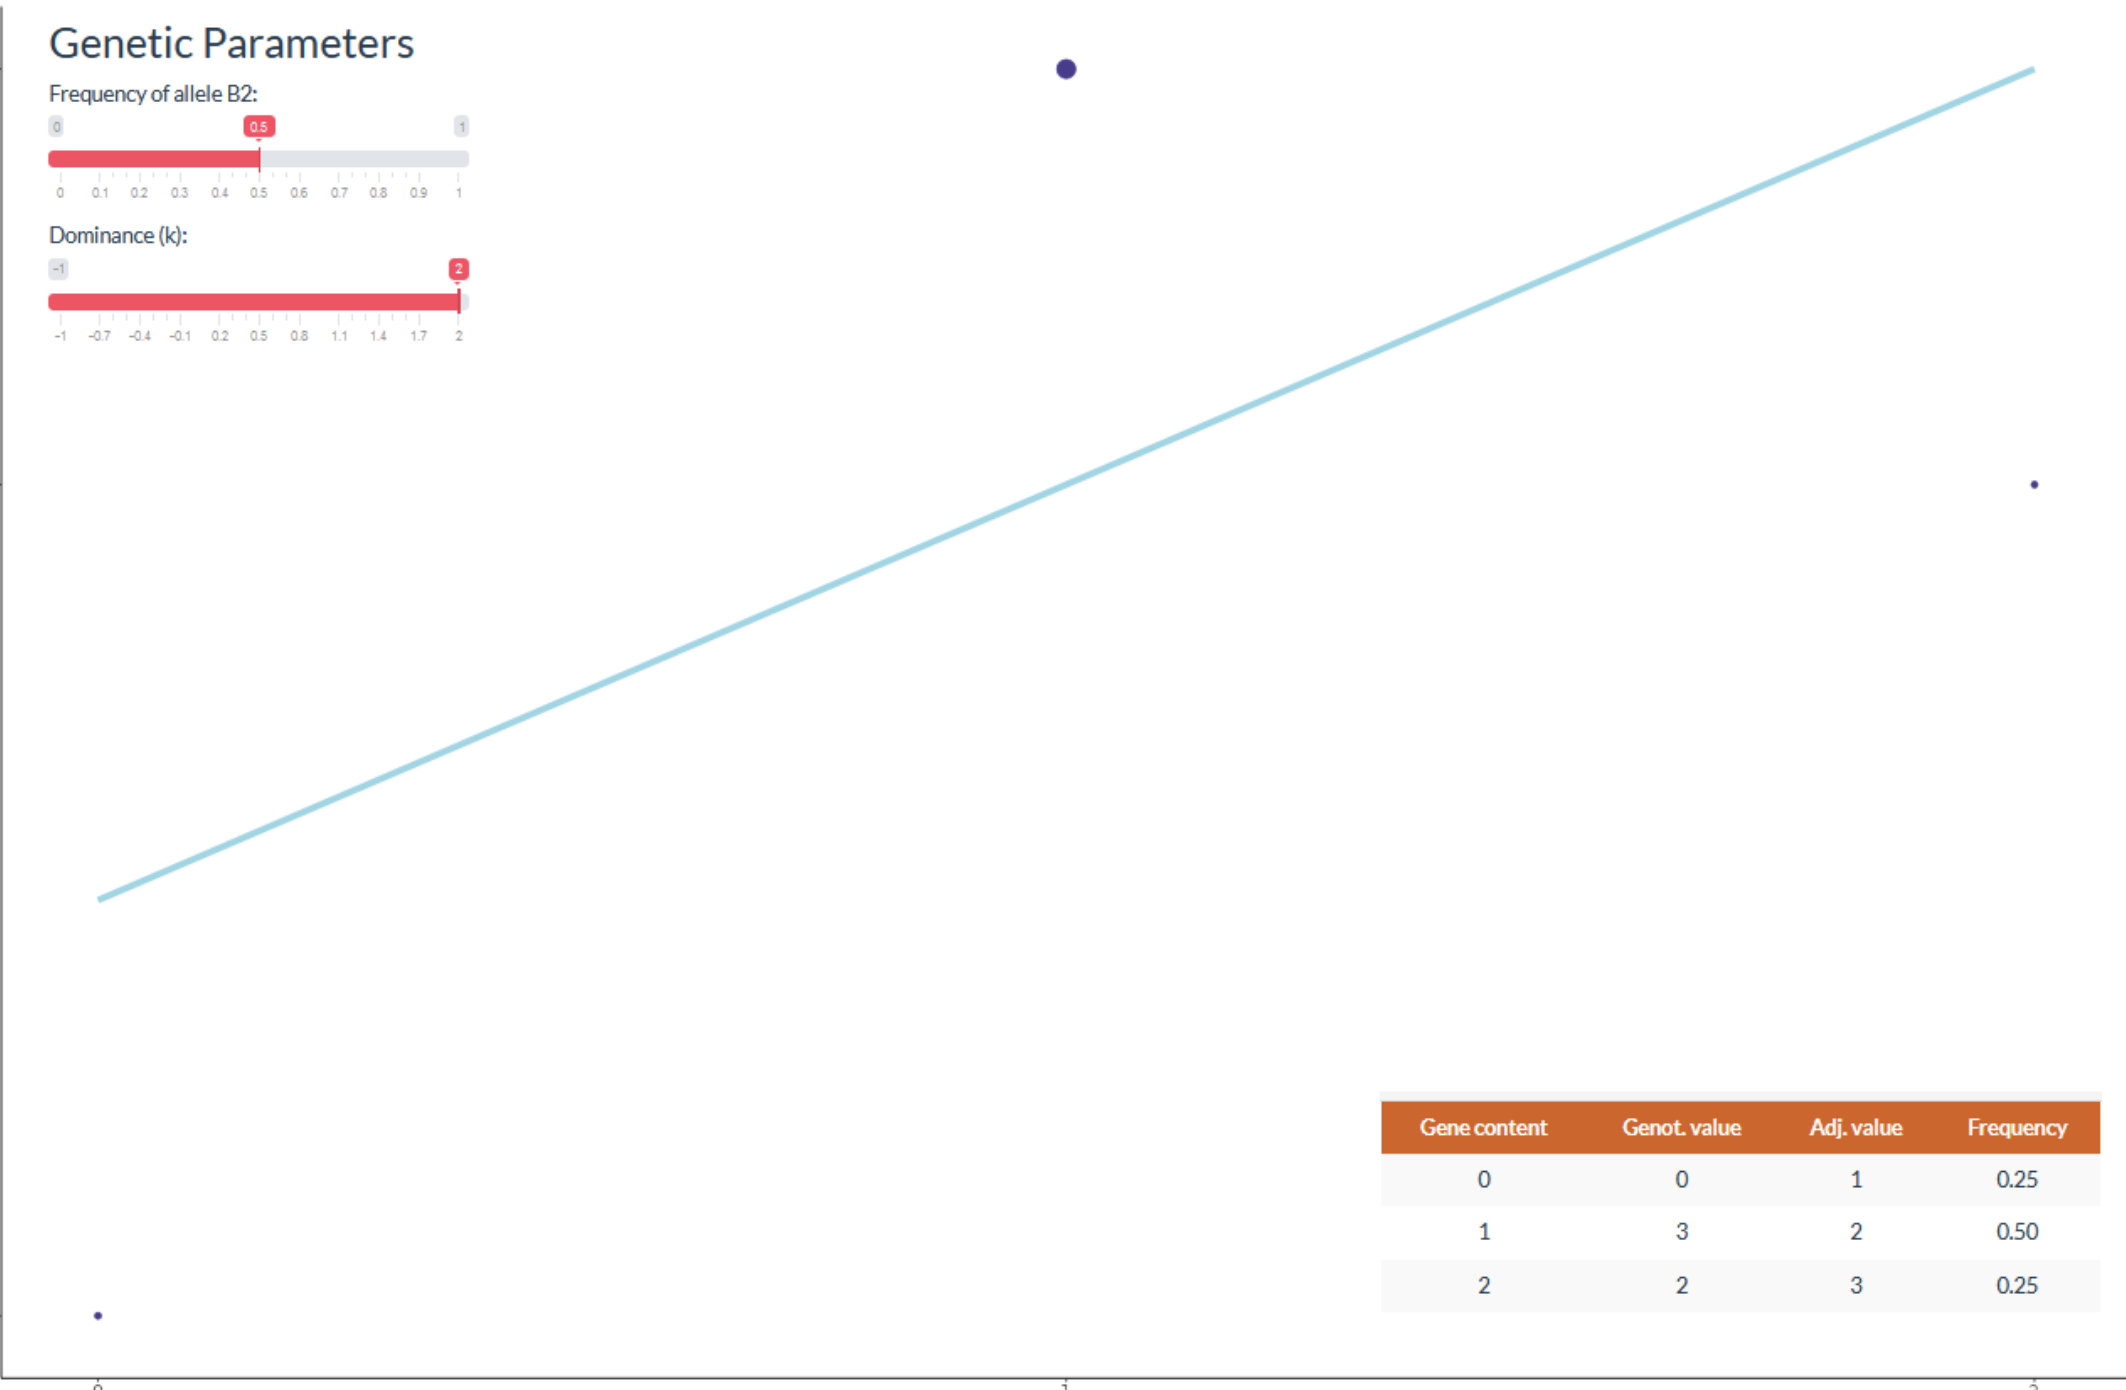 Genetic Parameters
Frequency of allele B2:
0 0.5 1
0 0.1 0.2 0.3 0.4 0.5 0.6 0.7 0.8 0.9 1
Dominance (k):
-1 2
-1 -0.7 -0.4 -0.1 0.2 0.5 0.8 1.1 1.4 1.7 2
Gene content Genot. value Adj. value Frequency
0 0 1 0.25
1 3 2 0.50
2 2 3 0.25